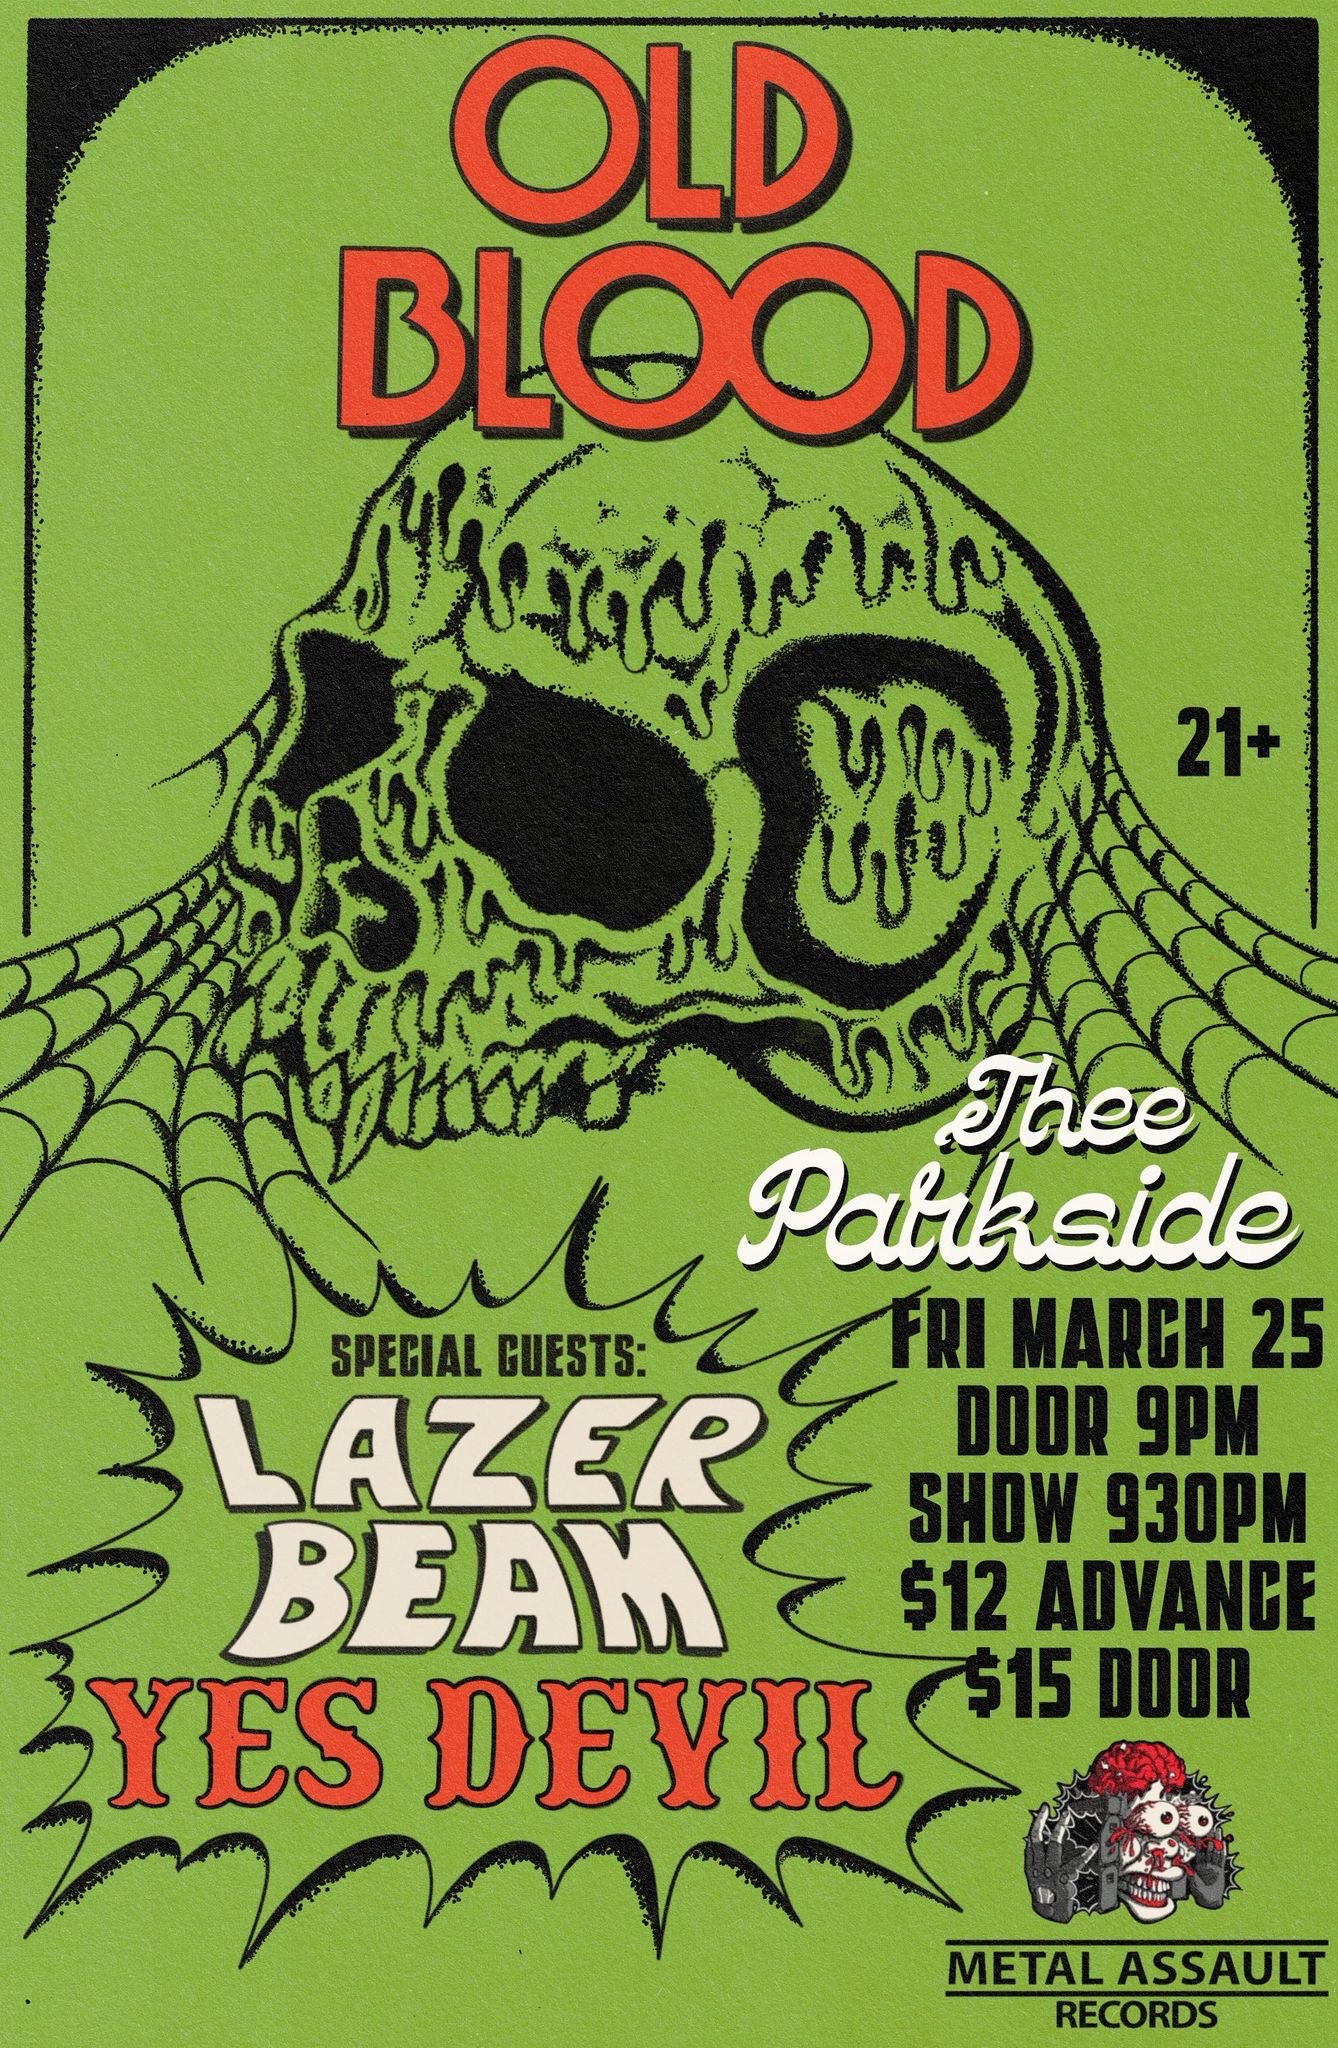 OLD
BLOOD
21+
Thee
Parkside
FRI MARCH 25
DOOR 9PM
SHOW 930PM
$12 ADVANCE
$15 DOOR
SPECIAL GUESTS:
LAZER
BEAM
YES DEVIL
METAL ASSAULT
RECORDS